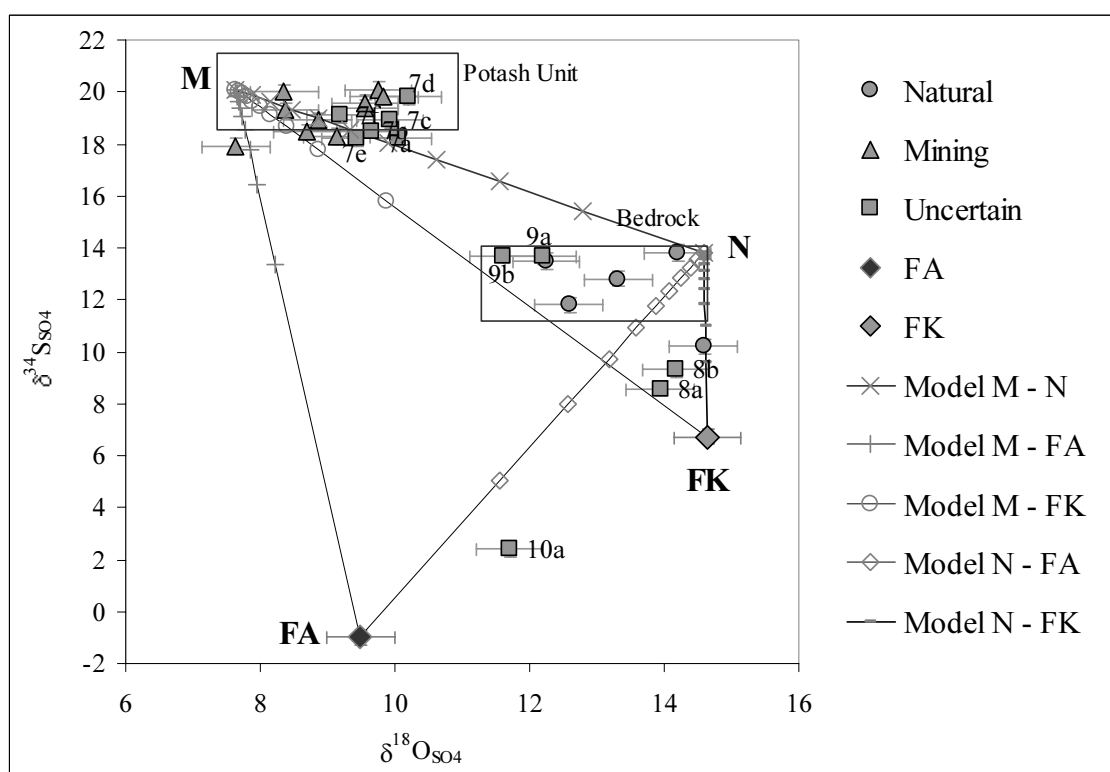 22
20
18
16
14
12
10
8
6
4
2
0
-2
6 8 10 12 14 16
δ34SSO4
δ18OSO4
M
Potash Unit
7d
7c
7a
7e
Bedrock
N
9a
9b
8b
8a
FK
10a
FA
Natural
Mining
Uncertain
FA
FK
Model M - N
Model M - FA
Model M - FK
Model N - FA
Model N - FK